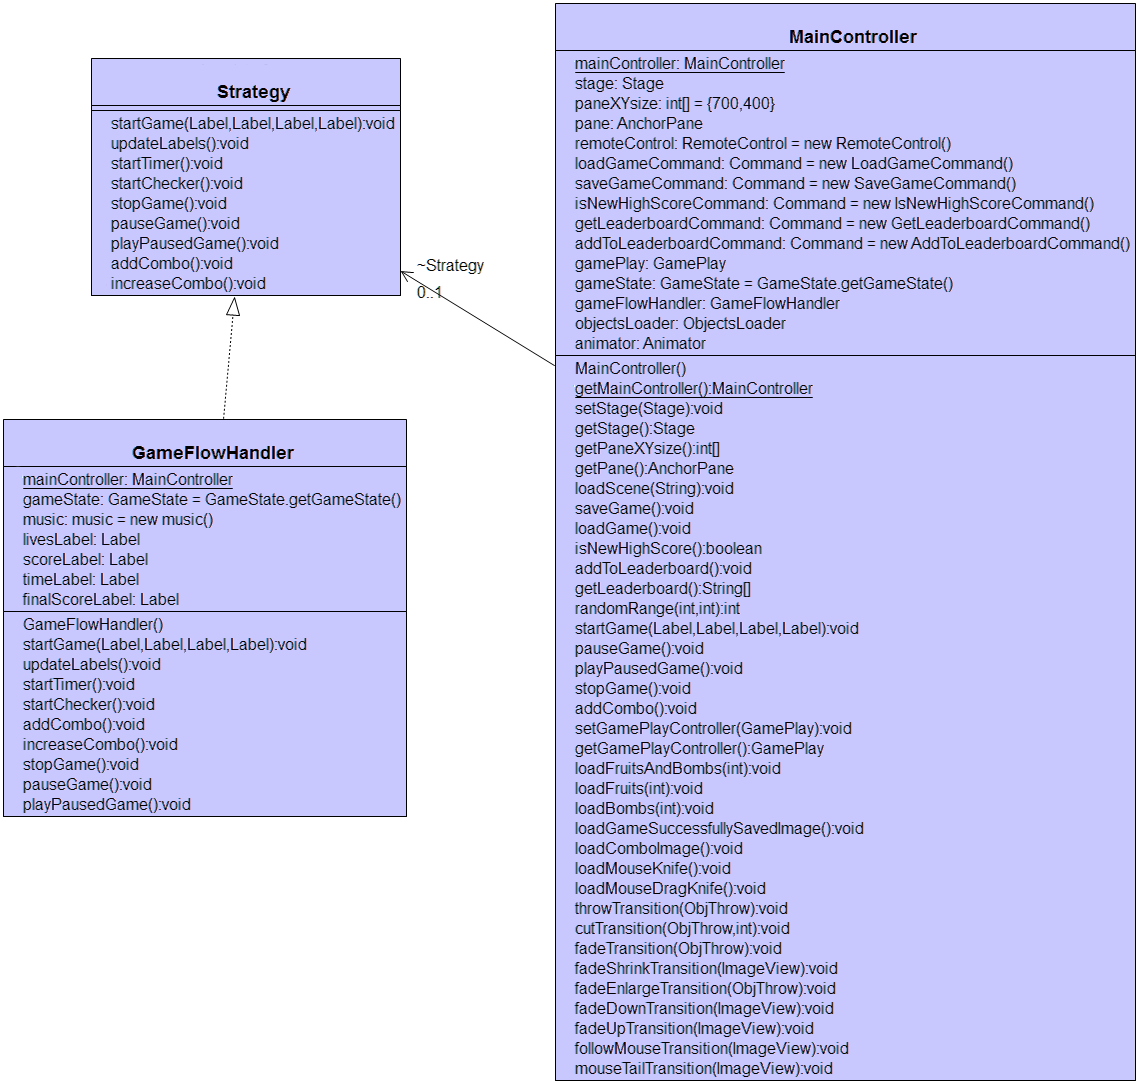 Strategy
startGame(Label,Label,Label,Label):void
updateLabels():void
startTimer():void
startChecker():void
stopGame():void
pauseGame():void
playPausedGame():void
addCombo():void
increaseCombo():void
~Strategy
0..1
GameFlowHandler
mainController: MainController
gameState: GameState = GameState.getGameState()
music: music = new music()
livesLabel: Label
scoreLabel: Label
timeLabel: Label
finalScoreLabel: Label
GameFlowHandler()
startGame(Label,Label,Label,Label):void
updateLabels():void
startTimer():void
startChecker():void
addCombo():void
increaseCombo():void
stopGame():void
pauseGame():void
playPausedGame():void
MainController
mainController: MainController
stage: Stage
paneXYsize: int[] = {700,400}
pane: AnchorPane
remoteControl: RemoteControl = new RemoteControl()
loadGameCommand: Command = new LoadGameCommand()
saveGameCommand: Command = new SaveGameCommand()
isNewHighScoreCommand: Command = new IsNewHighScoreCommand()
getLeaderboardCommand: Command = new GetLeaderboardCommand()
addToLeaderboardCommand: Command = new AddToLeaderboardCommand()
gamePlay: GamePlay
gameState: GameState = GameState.getGameState()
gameFlowHandler: GameFlowHandler
objectsLoader: ObjectsLoader
animator: Animator
MainController()
getMainController():MainController
setStage(Stage):void
getStage():Stage
getPaneXYsize():int[]
getPane():AnchorPane
loadScene(String):void
saveGame():void
loadGame():void
isNewHighScore():boolean
addToLeaderboard():void
getLeaderboard():String[]
randomRange(int,int):int
startGame(Label,Label,Label,Label):void
pauseGame():void
playPausedGame():void
stopGame():void
addCombo():void
setGamePlayController(GamePlay):void
getGamePlayController():GamePlay
loadFruitsAndBombs(int):void
loadFruits(int):void
loadBombs(int):void
loadGameSuccessfullySavedImage():void
loadComboImage():void
loadMouseKnife():void
loadMouseDragKnife():void
throwTransition(ObjThrow):void
cutTransition(ObjThrow,int):void
fadeTransition(ObjThrow):void
fadeShrinkTransition(ImageView):void
fadeEnlargeTransition(ObjThrow):void
fadeDownTransition(ImageView):void
fadeUpTransition(ImageView):void
followMouseTransition(ImageView):void
mouseTailTransition(ImageView):void